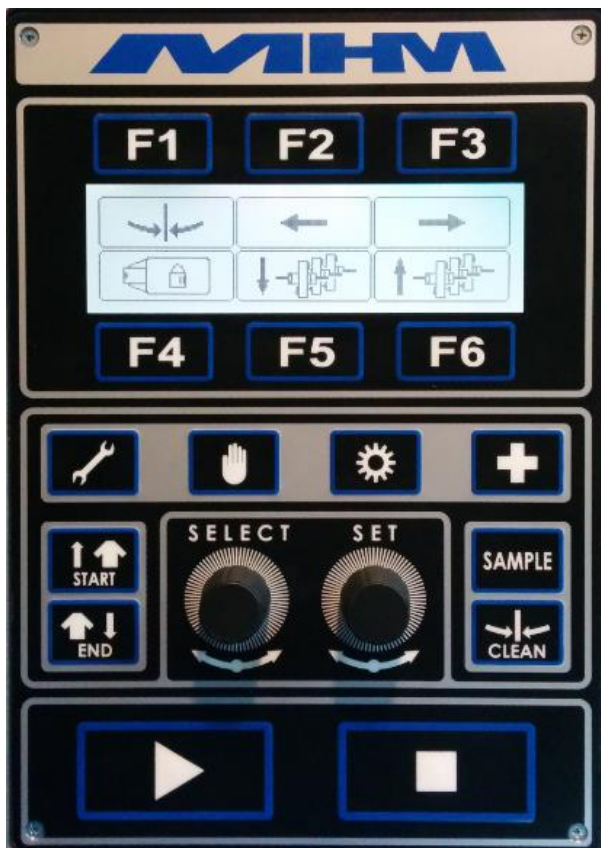 MHM
F1 F2 F3
F4 F5 F6
SELECT SET
START
SAMPLE
END
CLEAN